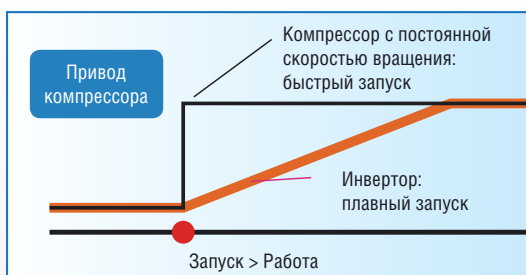 Привод
компрессора
Компрессор с постоянной
скоростью вращения:
быстрый запуск
Инвертор:
плавный запуск
Запуск > Работа